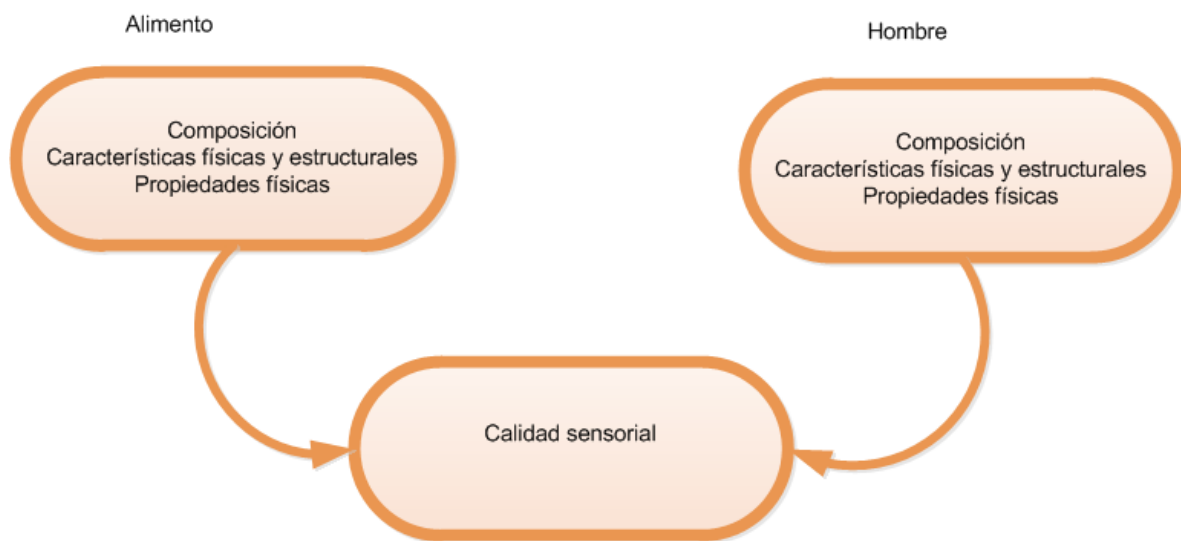 Alimento
Composición
Características físicas y estructurales
Propiedades físicas
Hombre
Composición
Características físicas y estructurales
Propiedades físicas
Calidad sensorial